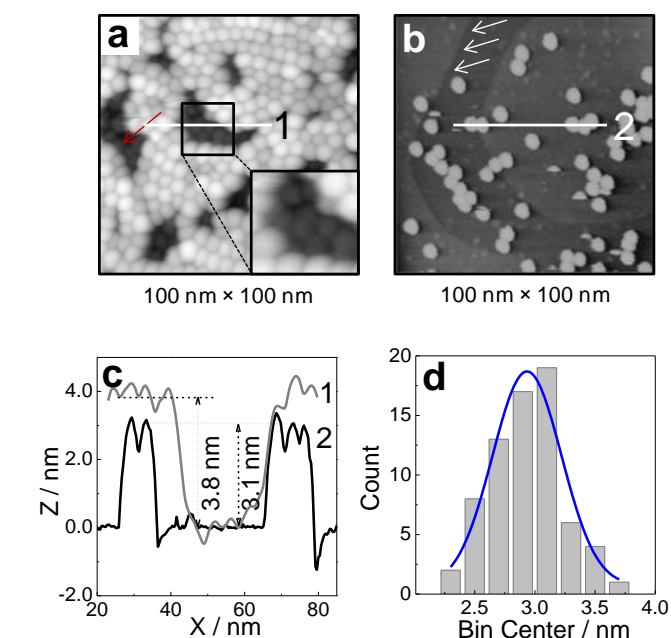 a
1
100 nm × 100 nm
b
2
100 nm × 100 nm
c
Z / nm
4.0
2.0
0.0
-2.0
1
2
3.8 nm
3.1 nm
20 40 60 80
X / nm
d
Count
20
15
10
5
0
2.5 3.0 3.5 4.0
Bin Center / nm